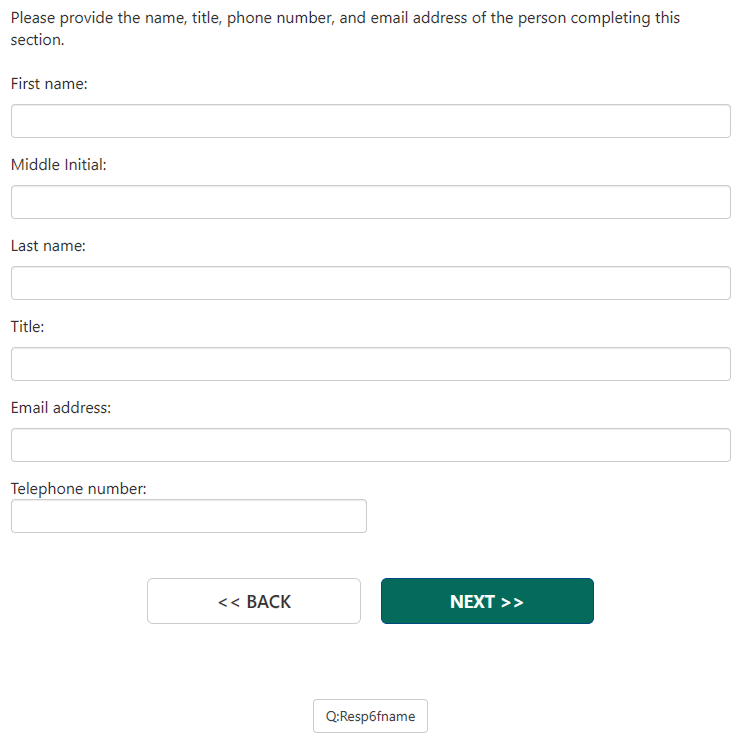 Please provide the name, title, phone number, and email address of the person completing this
section.
First name:
Middle Initial:
Last name:
Title:
Email address:
Telephone number:
<< BACK
NEXT >>
Q:Resp6fname